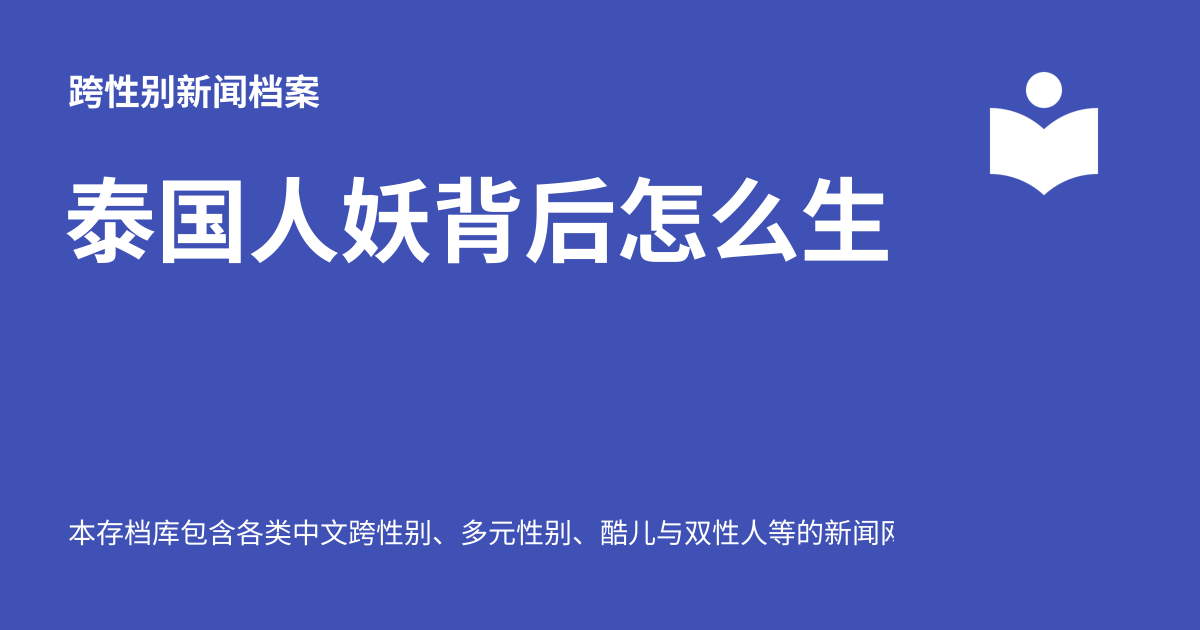 跨性别新闻档案
泰国人妖背后怎么生
本存档库包含各类中文跨性别、多元性别、酷儿与双性人等的新闻